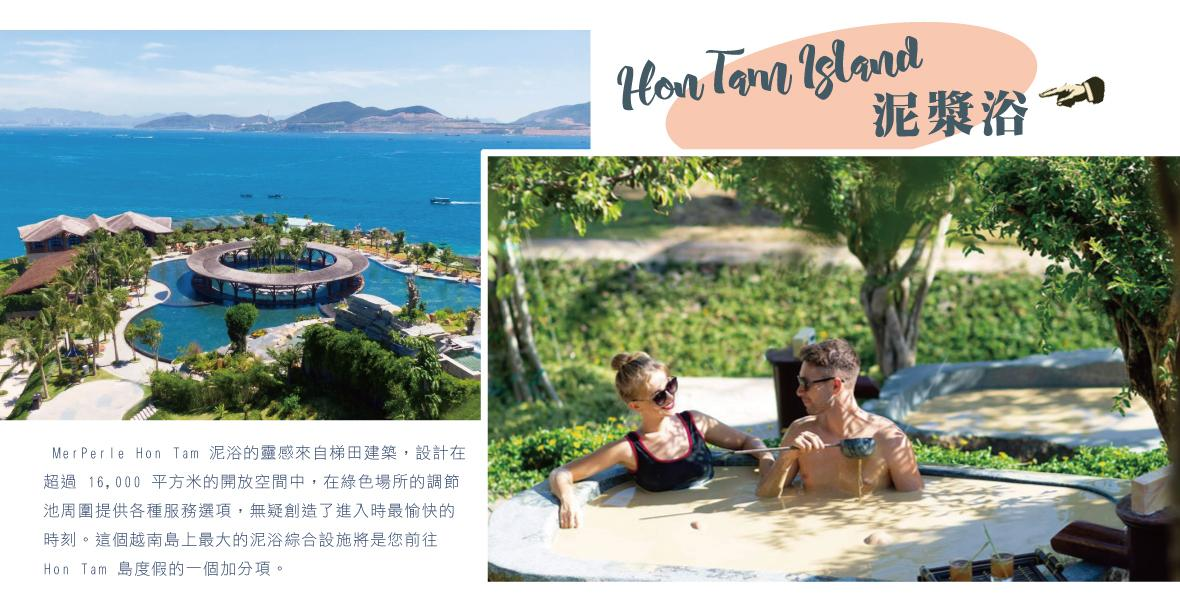 Hon Tam Island
泥漿浴
MerPerle Hon Tam 泥浴的靈感來自梯田建築，設計在
超過 16,000 平方米的開放空間中，在綠色場所的調節
池周圍提供各種服務選項，無疑創造了進入時最愉快的
時刻。這個越南島上最大的泥浴綜合設施將是您前往
Hon Tam 島度假的一個加分項。